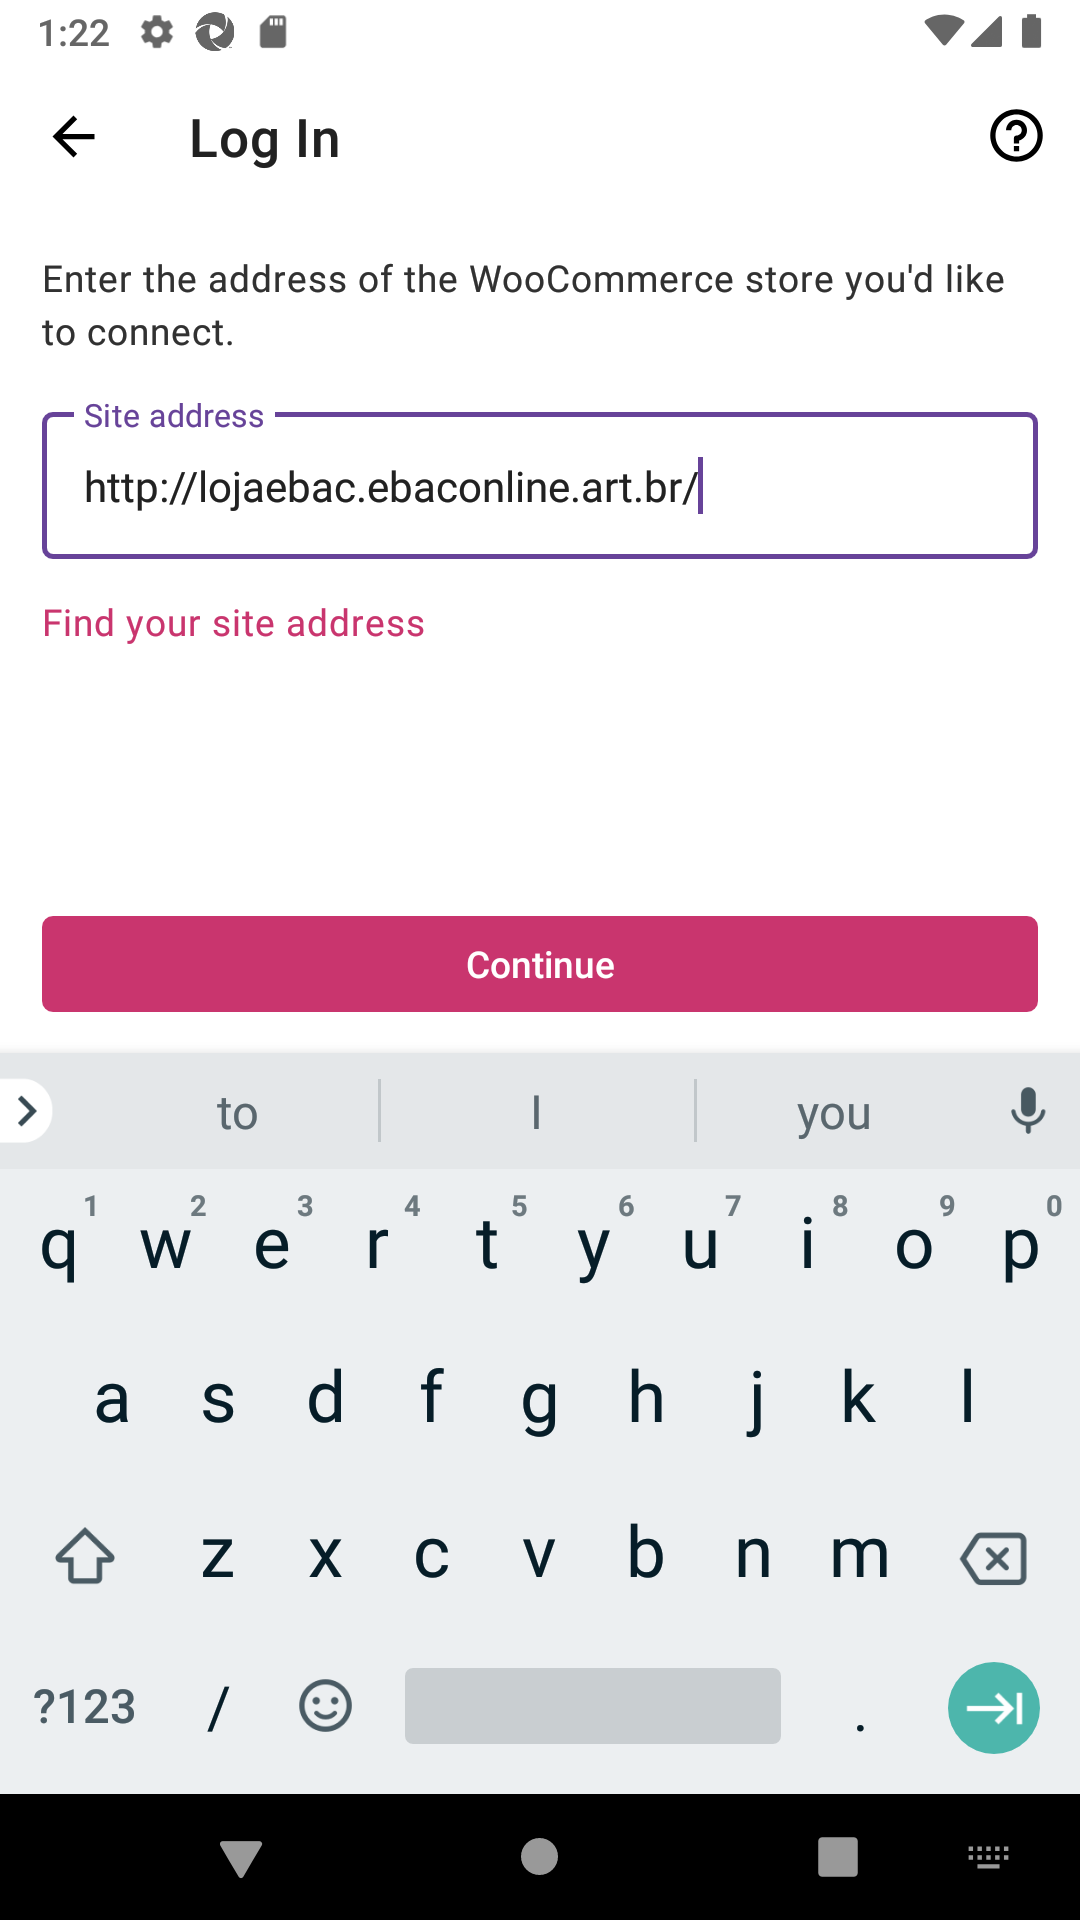 1:22
Log In
Enter the address of the WooCommerce store you'd like
to connect.
Site address
http://lojaebac.ebaconline.art.br/
Find your site address
Continue
to I you
1 2 3 4 5 6 7 8 9 0
q w e r t y u i o p
a s d f g h j k l
z x c v b n m
?123 / .